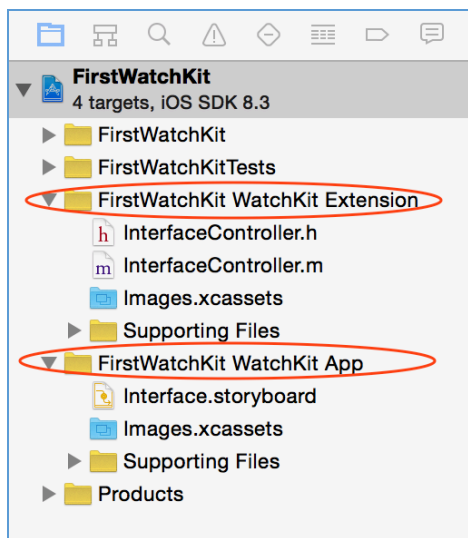 FirstWatchKit
4 targets, iOS SDK 8.3
FirstWatchKit
FirstWatchKitTests
FirstWatchKit WatchKit Extension
h InterfaceController.h
m InterfaceController.m
Images.xcassets
Supporting Files
FirstWatchKit WatchKit App
Interface.storyboard
Images.xcassets
Supporting Files
Products